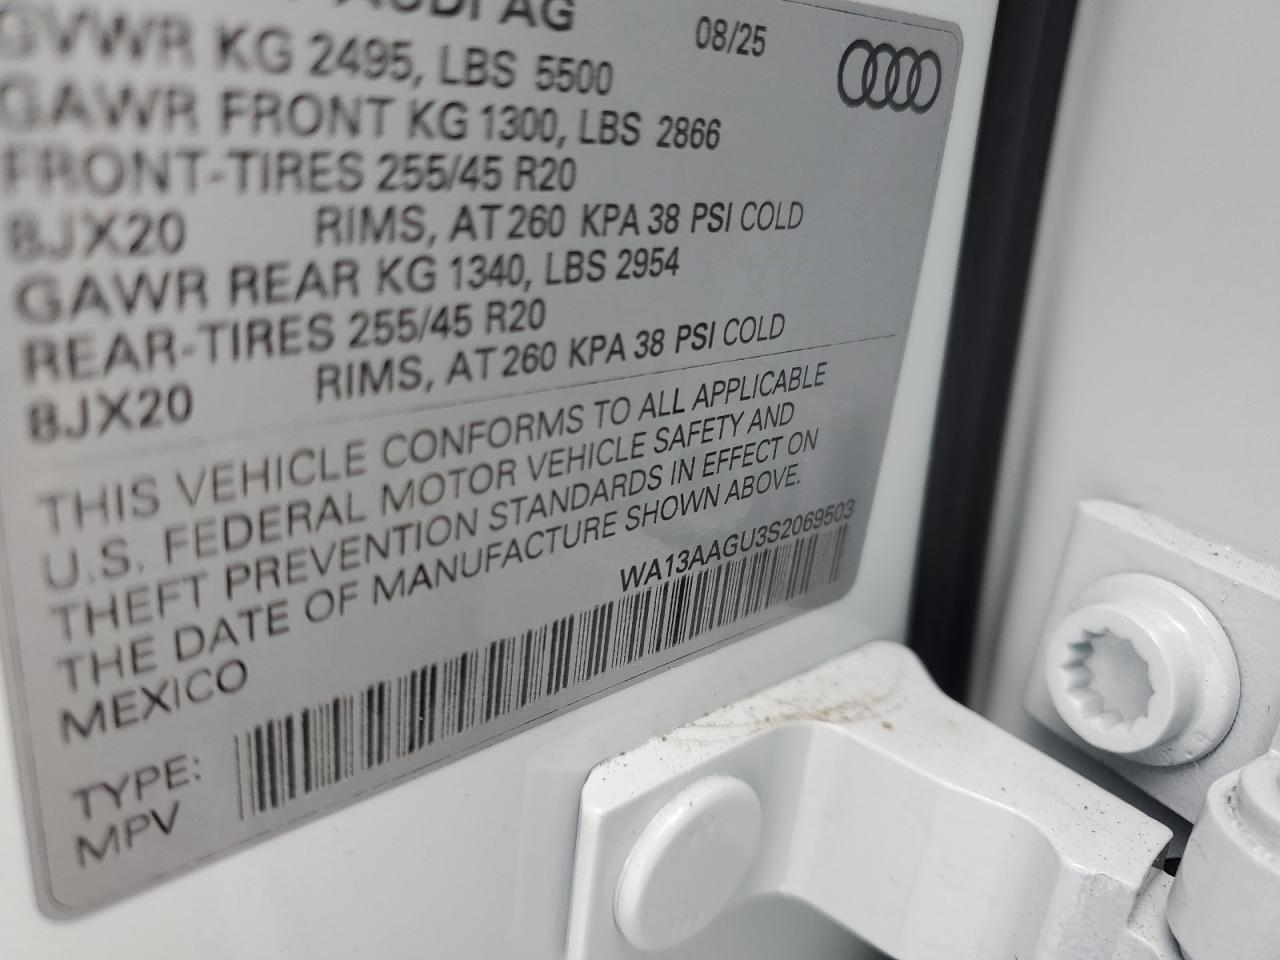 AUDI AG
08/25
GVWR KG 2495, LBS 5500
GAWR FRONT KG 1300, LBS 2866
FRONT-TIRES 255/45 R20
8JX20 RIMS, AT 260 KPA 38 PSI COLD
GAWR REAR KG 1340, LBS 2954
REAR-TIRES 255/45 R20
8JX20 RIMS, AT 260 KPA 38 PSI COLD
THIS VEHICLE CONFORMS TO ALL APPLICABLE
U.S. FEDERAL MOTOR VEHICLE SAFETY AND
THEFT PREVENTION STANDARDS IN EFFECT ON
THE DATE OF MANUFACTURE SHOWN ABOVE.
MEXICO
WA13AAGU3S2069503
TYPE:
MPV